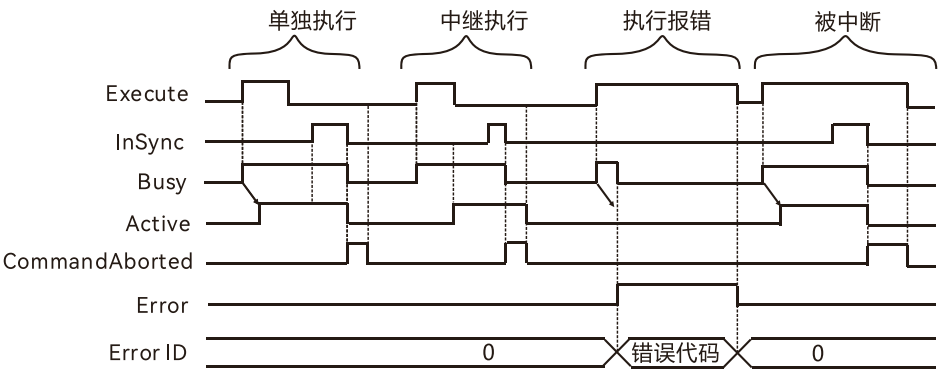 单独执行 中继执行 执行报错 被中断
Execute
InSync
Busy
Active
CommandAborted
Error
Error ID 0 错误代码 0